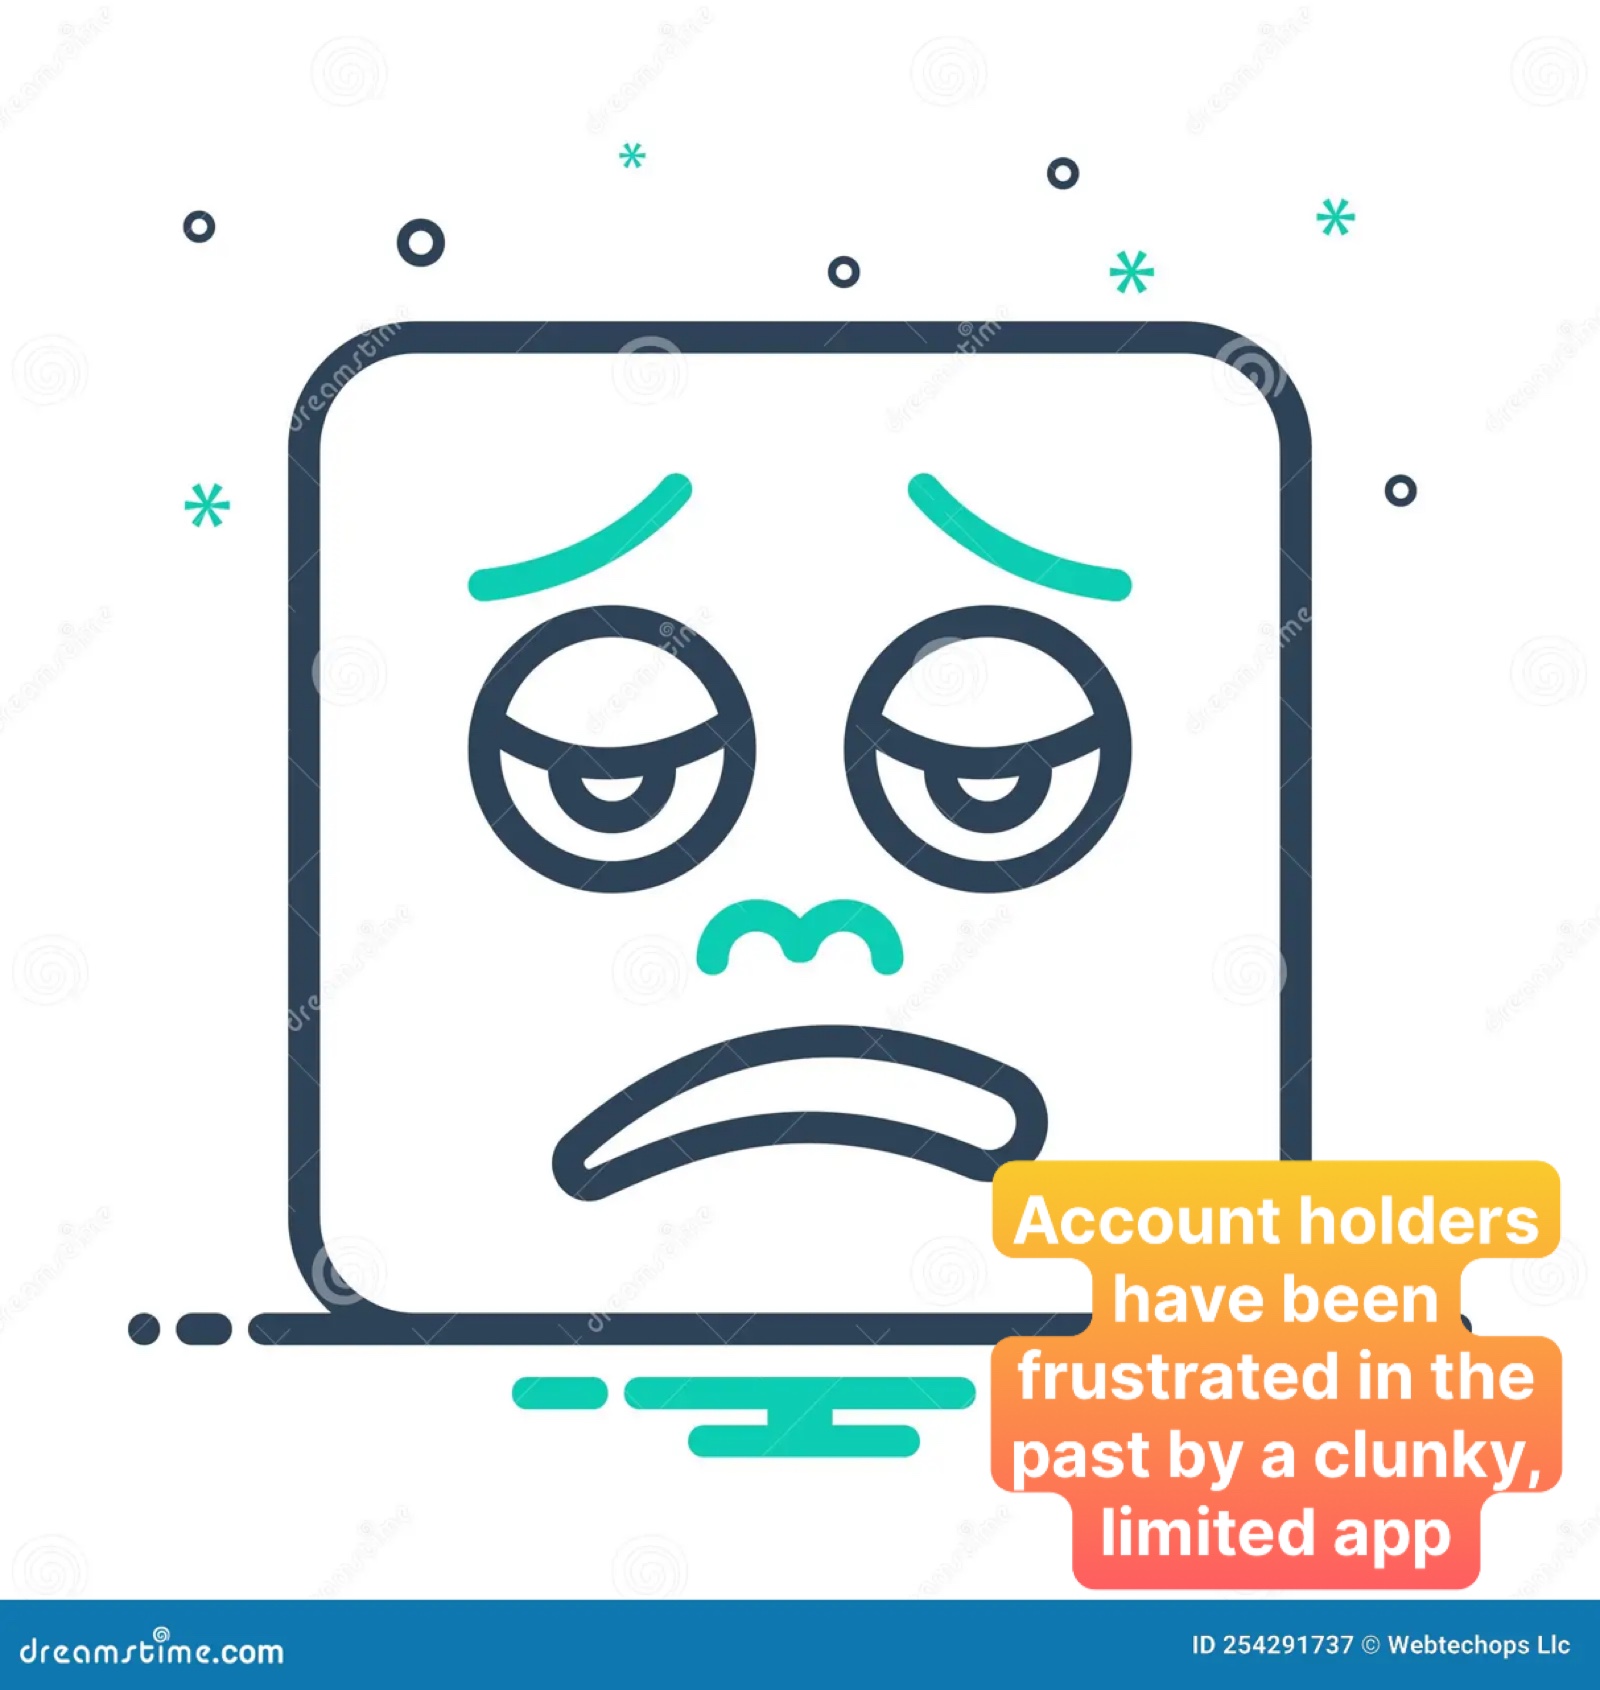 Account holders
have been
frustrated in the
past by a clunky,
limited app
dreamstime.com
ID 254291737 © Webtechops Llc